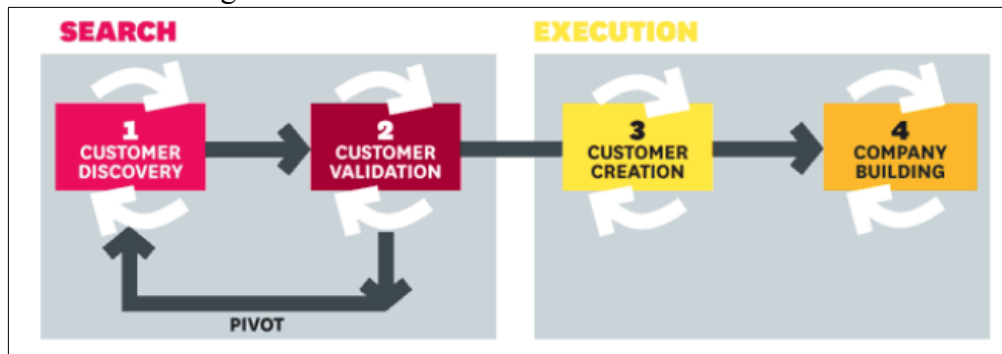 SEARCH
EXECUTION
1
CUSTOMER
DISCOVERY
2
CUSTOMER
VALIDATION
3
CUSTOMER
CREATION
4
COMPANY
BUILDING
PIVOT